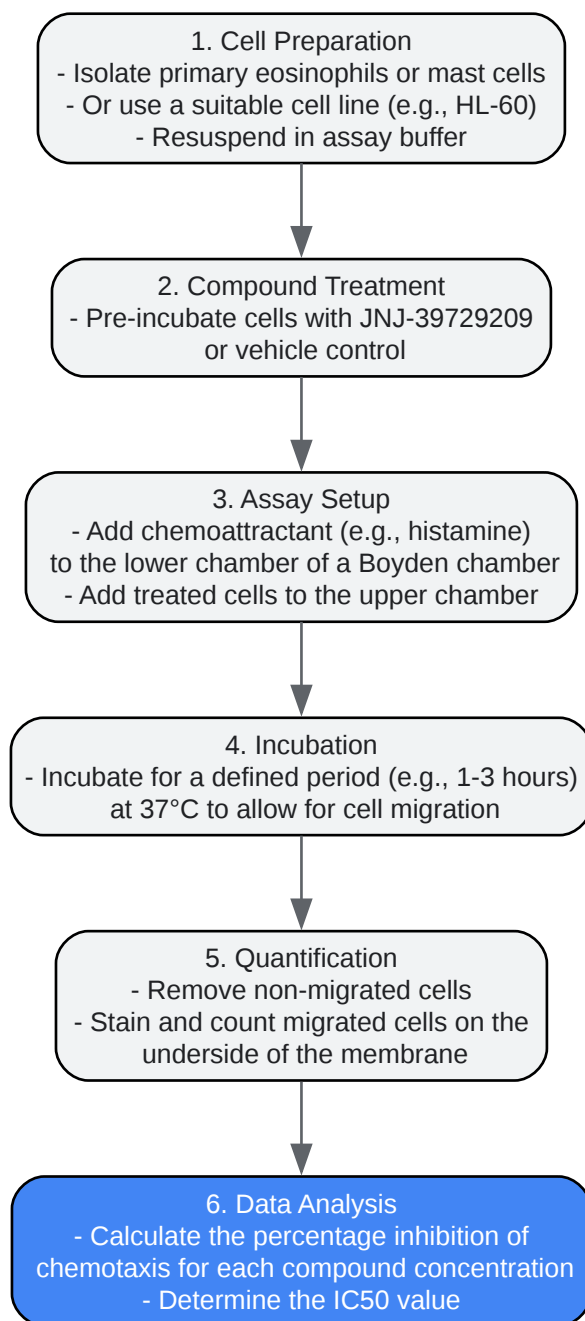 1. Cell Preparation
- Isolate primary eosinophils or mast cells
- Or use a suitable cell line (e.g., HL-60)
- Resuspend in assay buffer
2. Compound Treatment
- Pre-incubate cells with JNJ-39729209
or vehicle control
3. Assay Setup
- Add chemoattractant (e.g., histamine)
to the lower chamber of a Boyden chamber
- Add treated cells to the upper chamber
4. Incubation
- Incubate for a defined period (e.g., 1-3 hours)
at 37°C to allow for cell migration
5. Quantification
- Remove non-migrated cells
- Stain and count migrated cells on the
underside of the membrane
6. Data Analysis
- Calculate the percentage inhibition of
chemotaxis for each compound concentration
- Determine the IC50 value